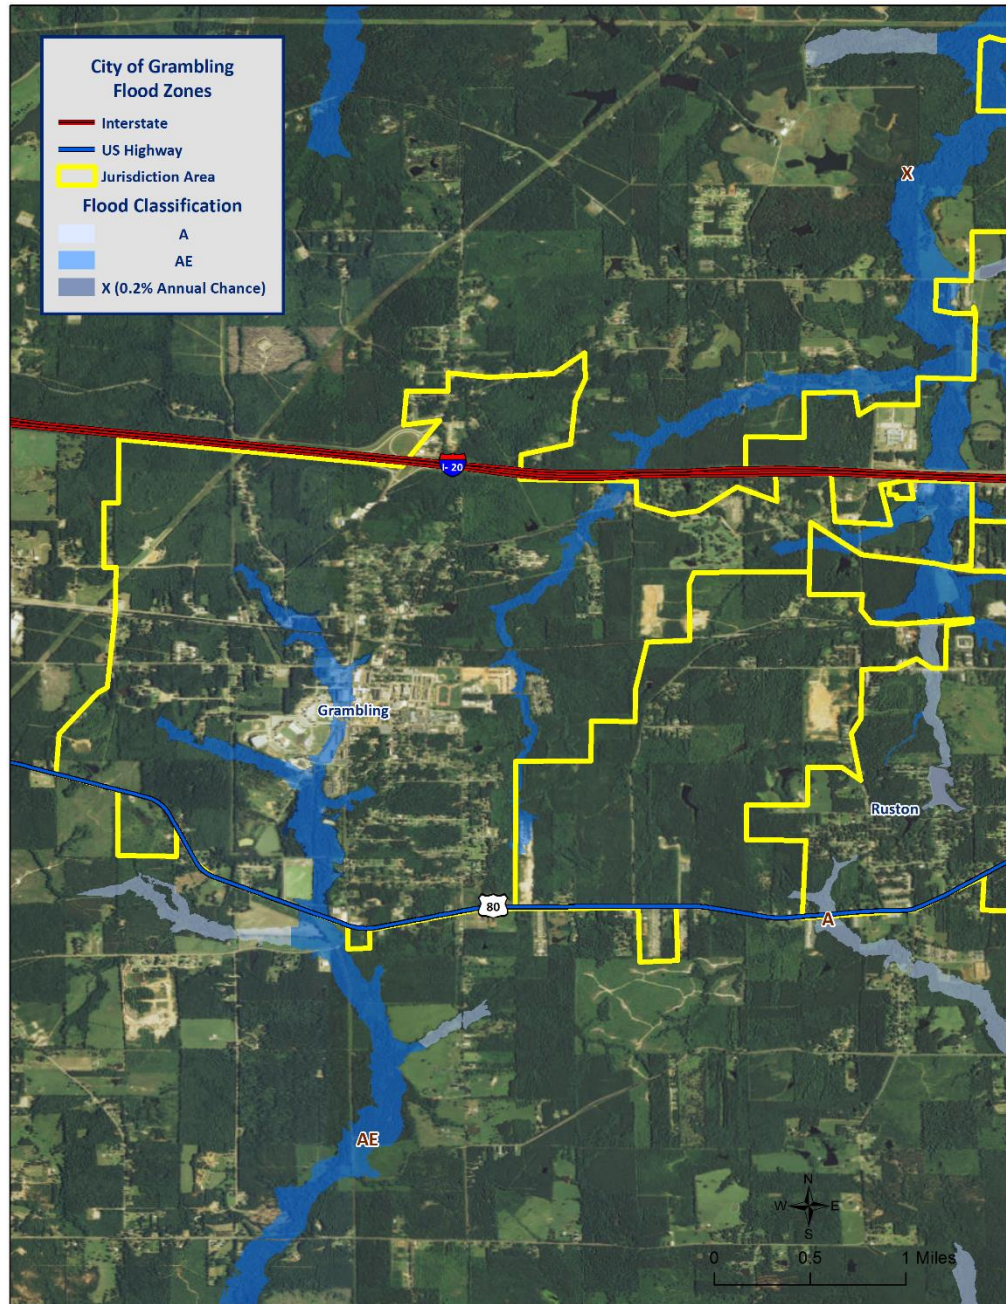 City of Grambling
Flood Zones
Interstate
US Highway
Jurisdiction Area
Flood Classification
A
AE
X (0.2% Annual Chance)
X
I-20
Grambling
Ruston
80
A
AE
N
W E
S
0 0.5 1 Miles